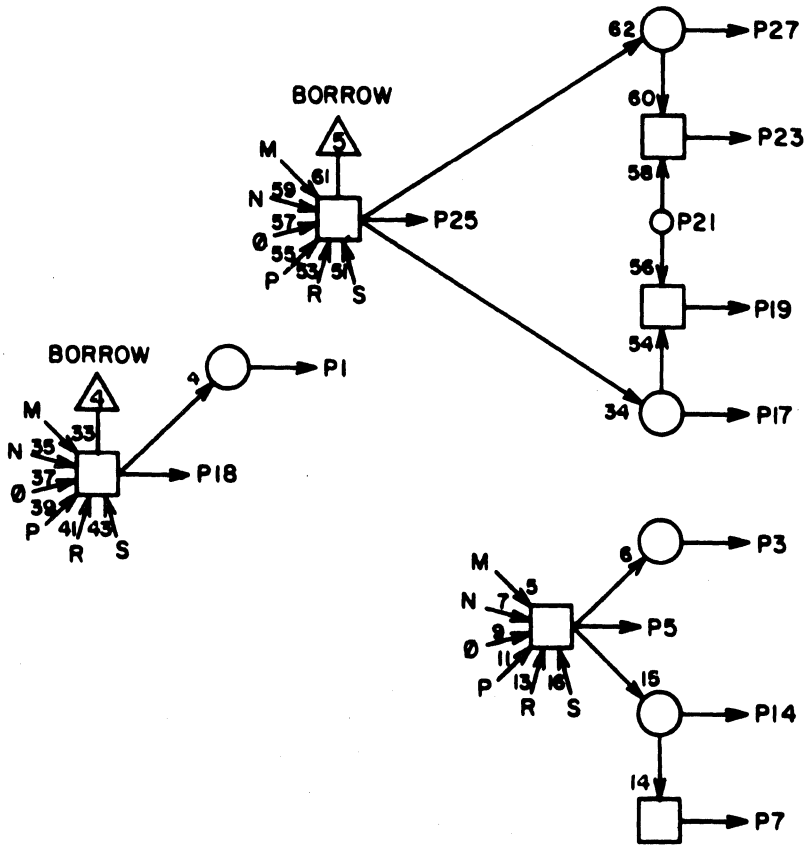 62 P27
BORROW
5
60
P23
M
61
58
N 59
57
P25
P21
Ø
55
53
51
56
P
R
S
P19
54
BORROW
4
P1
34 P17
4
M
33
N 35
37
P18
Ø
39
41
43
P
R
S
6 P3
M
5
N 7
9
P5
Ø
11
13
16
15
P
R
S
P14
14
P7